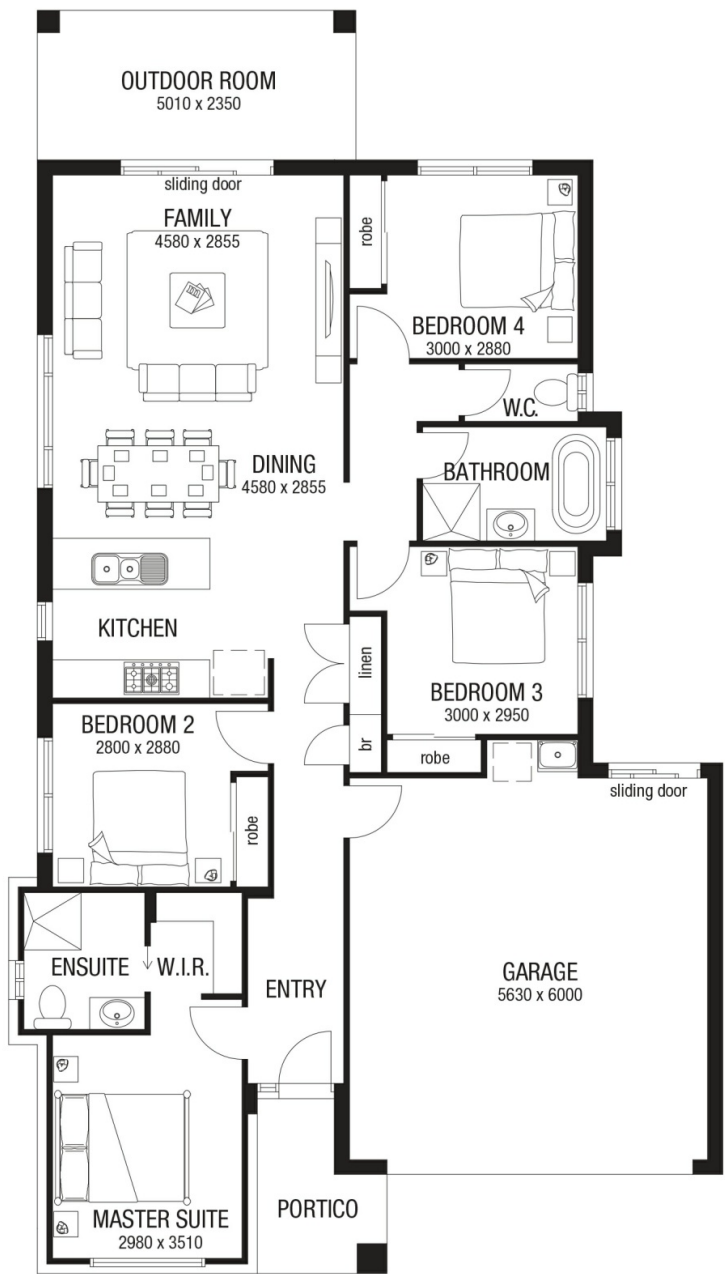 OUTDOOR ROOM
5010 x 2350
sliding door
FAMILY
4580 x 2855
robe
BEDROOM 4
3000 x 2880
W.C.
DINING
4580 x 2855
BATHROOM
KITCHEN
linen
BEDROOM 3
3000 x 2950
BEDROOM 2
2800 x 2880
br
robe
sliding door
robe
ENSUITE
W.I.R.
ENTRY
GARAGE
5630 x 6000
MASTER SUITE
2980 x 3510
PORTICO